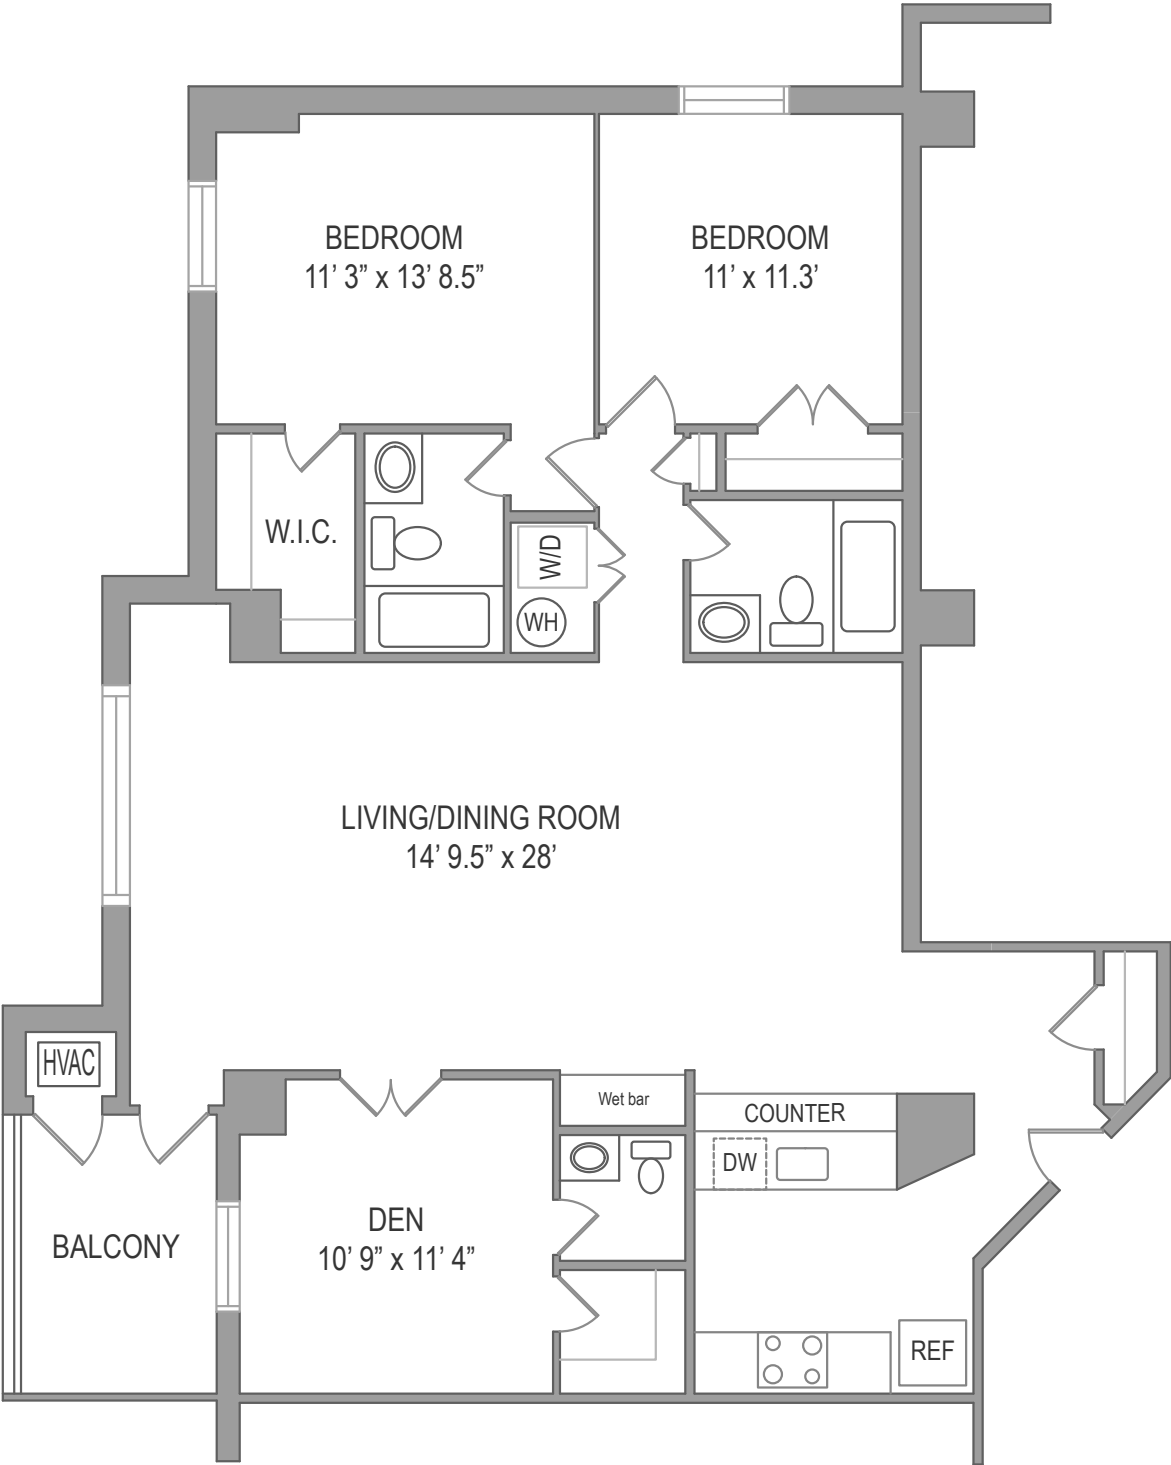 BEDROOM
11’ 3” x 13’ 8.5”
BEDROOM
11’ x 11.3’
W.I.C.
W/D
WH
LIVING/DINING ROOM
14’ 9.5” x 28’
HVAC
Wet bar
COUNTER
DW
BALCONY
DEN
10’ 9” x 11’ 4”
REF